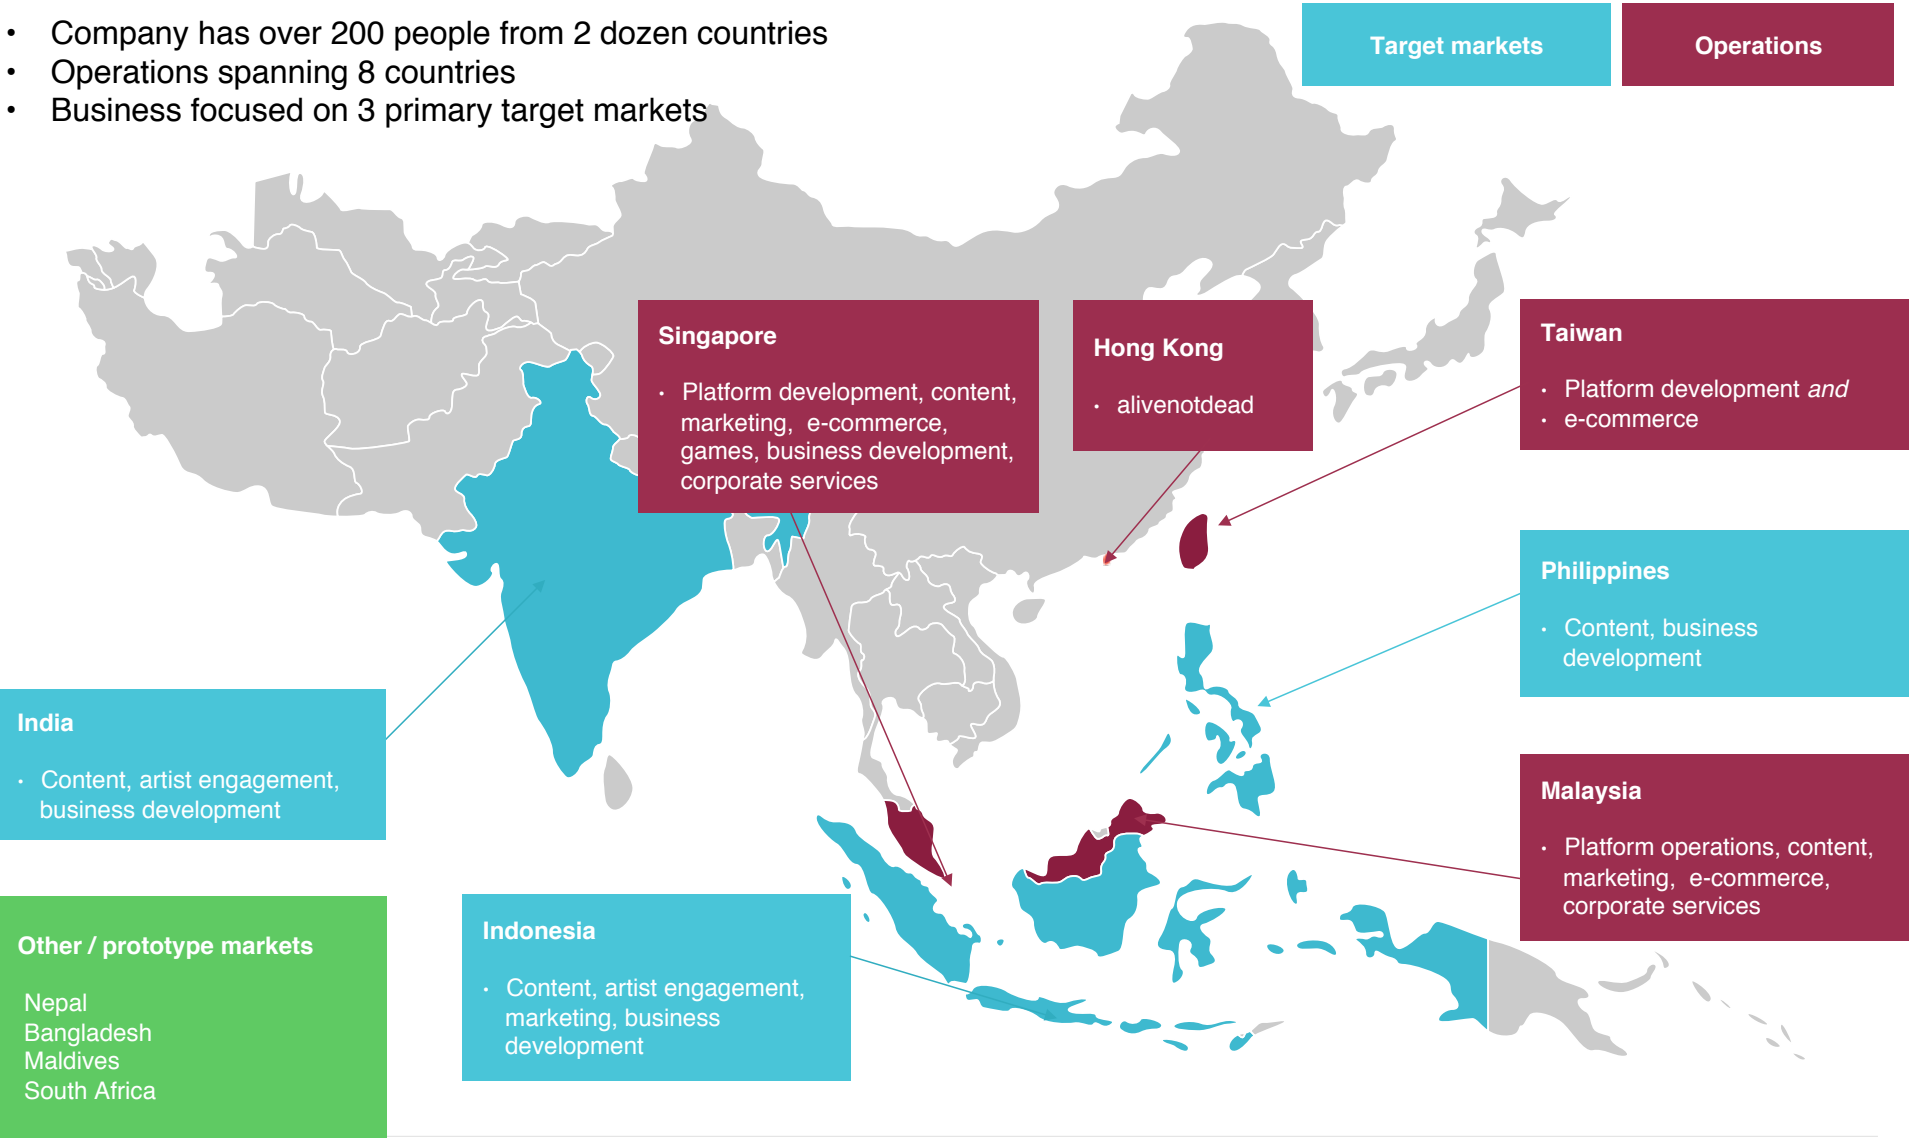 • Company has over 200 people from 2 dozen countries
• Operations spanning 8 countries
• Business focused on 3 primary target markets
Target markets
Operations
Singapore
• Platform development, content,
marketing, e-commerce,
games, business development,
corporate services
Hong Kong
• alivenotdead
Taiwan
• Platform development and
• e-commerce
Philippines
• Content, business
development
India
• Content, artist engagement,
business development
Malaysia
• Platform operations, content,
marketing, e-commerce,
corporate services
Other / prototype markets
Nepal
Bangladesh
Maldives
South Africa
Indonesia
• Content, artist engagement,
marketing, business
development